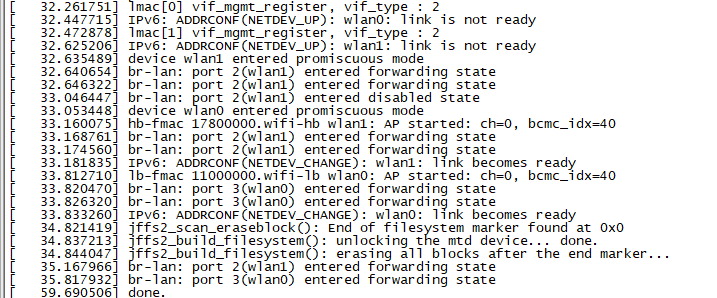 [   32.261751] lmac[0] vif_mgmt_register, vif_type : 2
[   32.447715] IPv6: ADDRCONF(NETDEV_UP): wlan0: link is not ready
[   32.472878] lmac[1] vif_mgmt_register, vif_type : 2
[   32.625206] IPv6: ADDRCONF(NETDEV_UP): wlan1: link is not ready
[   32.635489] device wlan1 entered promiscuous mode
[   32.640654] br-lan: port 2(wlan1) entered forwarding state
[   32.646322] br-lan: port 2(wlan1) entered forwarding state
[   33.046447] br-lan: port 2(wlan1) entered disabled state
[   33.053448] device wlan0 entered promiscuous mode
[   33.160075] hb-fmac 17800000.wifi-hb wlan1: AP started: ch=0, bcmc_idx=40
[   33.168761] br-lan: port 2(wlan1) entered forwarding state
[   33.174560] br-lan: port 2(wlan1) entered forwarding state
[   33.181835] IPv6: ADDRCONF(NETDEV_CHANGE): wlan1: link becomes ready
[   33.812710] lb-fmac 11000000.wifi-lb wlan0: AP started: ch=0, bcmc_idx=40
[   33.820470] br-lan: port 3(wlan0) entered forwarding state
[   33.826320] br-lan: port 3(wlan0) entered forwarding state
[   33.833260] IPv6: ADDRCONF(NETDEV_CHANGE): wlan0: link becomes ready
[   34.821419] jffs2_scan_eraseblock(): End of filesystem marker found at 0x0
[   34.837213] jffs2_build_filesystem(): unlocking the mtd device... done.
[   34.844047] jffs2_build_filesystem(): erasing all blocks after the end marker...
[   35.167966] br-lan: port 2(wlan1) entered forwarding state
[   35.817932] br-lan: port 3(wlan0) entered forwarding state
[   59.690506] done.